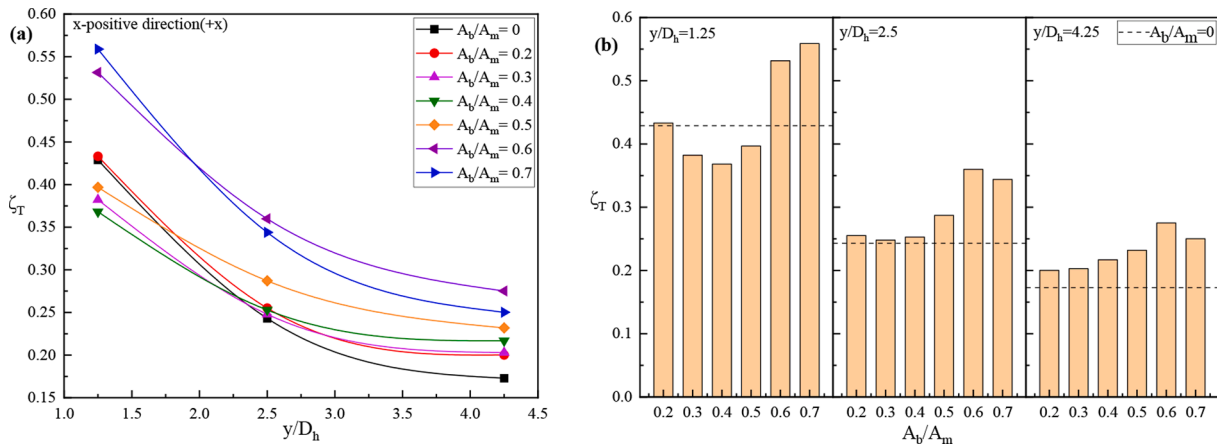 (a)
x-positive direction(+x)
A_b/A_m= 0
A_b/A_m= 0.2
A_b/A_m= 0.3
A_b/A_m= 0.4
A_b/A_m= 0.5
A_b/A_m= 0.6
A_b/A_m= 0.7
0.60
0.55
0.50
0.45
0.40
0.35
0.30
0.25
0.20
0.15
ζ_T
1.0 1.5 2.0 2.5 3.0 3.5 4.0 4.5
y/D_h
(b)
y/D_h=1.25
y/D_h=2.5
y/D_h=4.25
A_b/A_m=0
0.6
0.5
0.4
0.3
0.2
0.1
0.0
ζ_T
0.2 0.3 0.4 0.5 0.6 0.7 0.2 0.3 0.4 0.5 0.6 0.7 0.2 0.3 0.4 0.5 0.6 0.7
A_b/A_m